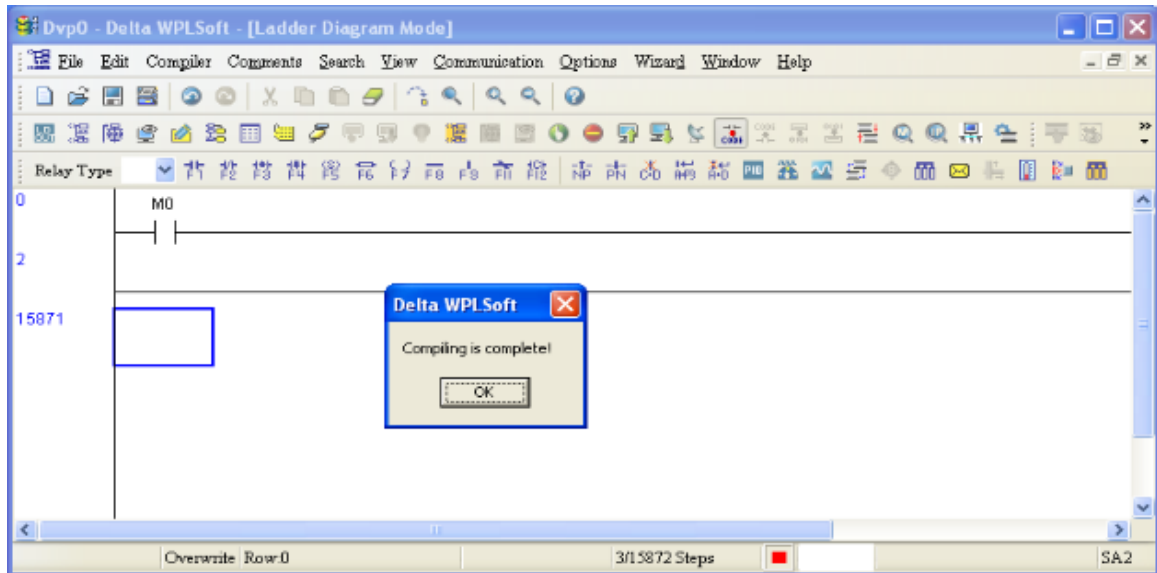 Dvp0 - Delta WPLSoft - [Ladder Diagram Mode]
File Edit Compiler Comments Search View Communication Options Wizard Window Help
Relay Type
0
M0
2
15871
Delta WPLSoft
Compiling is complete!
OK
Overwrite Row:0 3/15872 Steps SA2